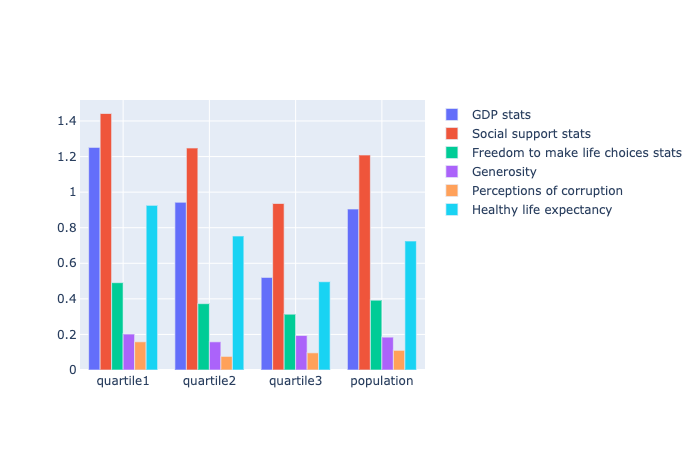 1.4
1.2
1
0.8
0.6
0.4
0.2
0
quartile1 quartile2 quartile3 population
GDP stats
Social support stats
Freedom to make life choices stats
Generosity
Perceptions of corruption
Healthy life expectancy